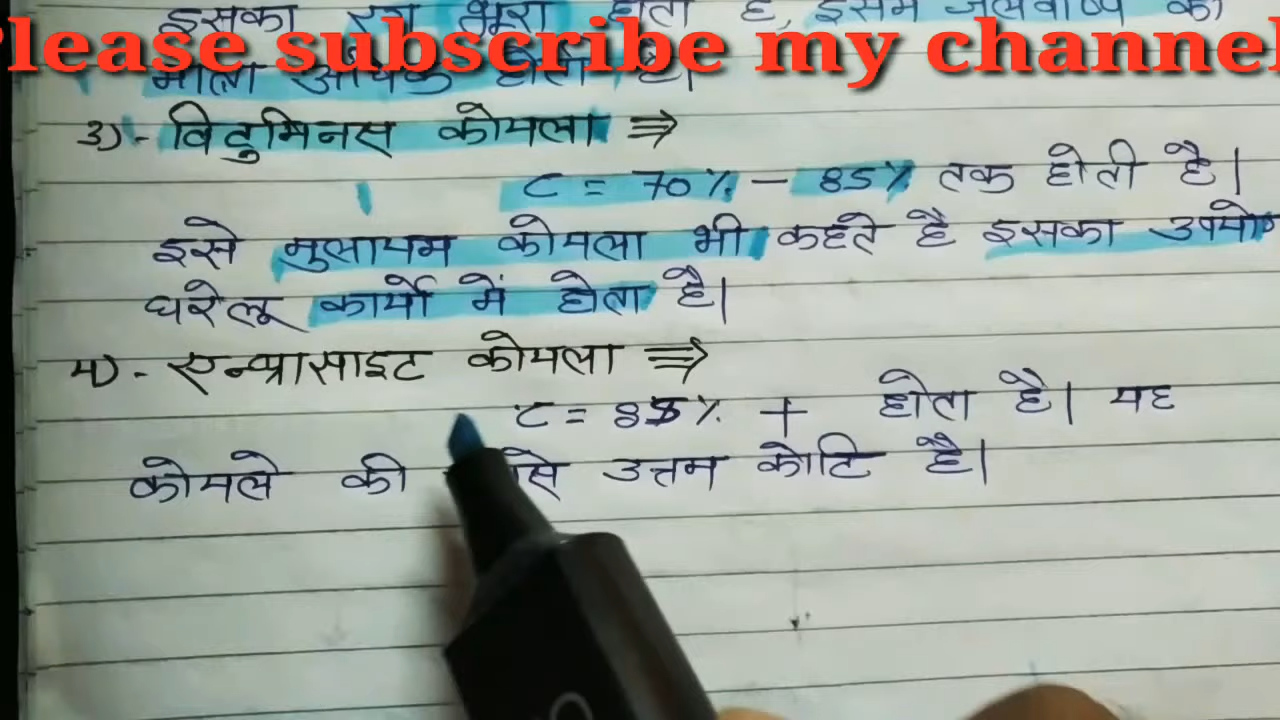 इसका रंग भूरा होता है, इसमें जलवाष्प की
Please subscribe my channel
मात्रा अधिक होती है|
3)- विटुमिनस कोयला ⇒
C = 70% - 85% तक होती है|
इसे मुलायम कोयला भी कहते है इसका उपयोग
घरेलू कार्यो में होता है|
4)- एन्थ्रासाइट कोयला ⇒
C = 85% + होता है| यह
कोयले की उत्तम कोटि है|